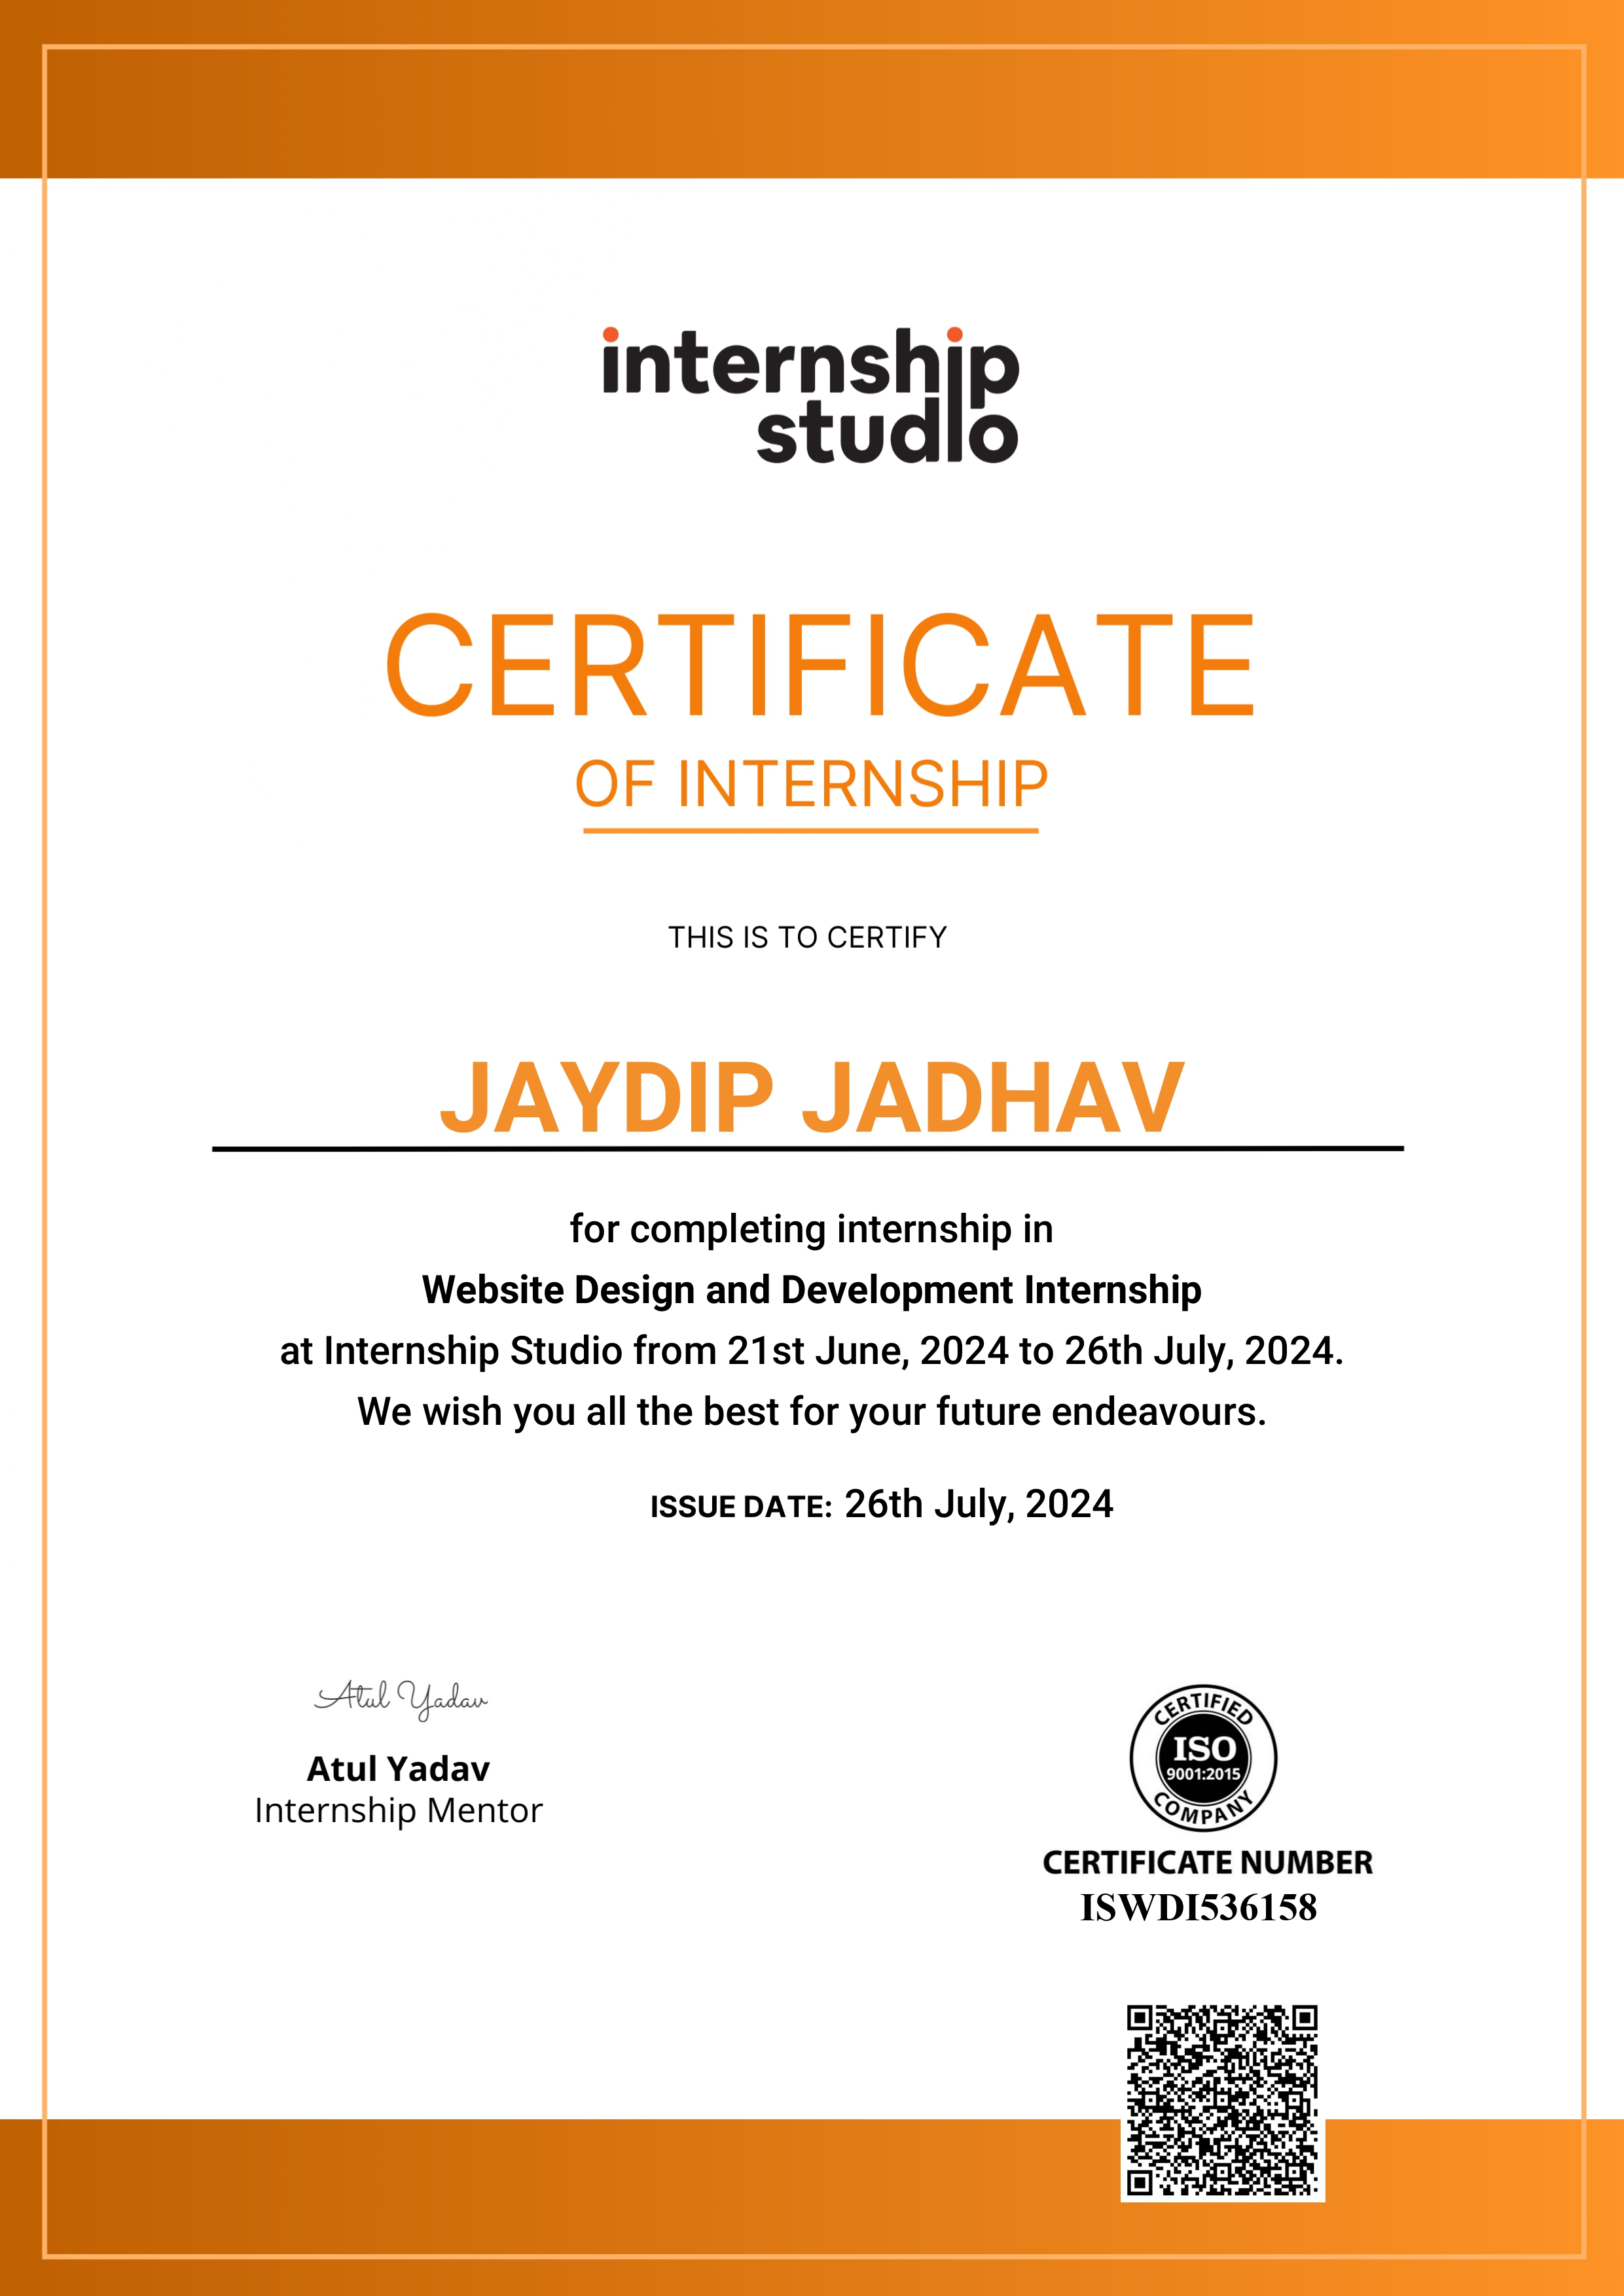 internship
studio
CERTIFICATE
OF INTERNSHIP
THIS IS TO CERTIFY
JAYDIP JADHAV
for completing internship in
Website Design and Development Internship
at Internship Studio from 21st June, 2024 to 26th July, 2024.
We wish you all the best for your future endeavours.
ISSUE DATE: 26th July, 2024
Atul Yadav
Atul Yadav
Internship Mentor
CERTIFIED
ISO
9001:2015
COMPANY
CERTIFICATE NUMBER
ISWDI536158